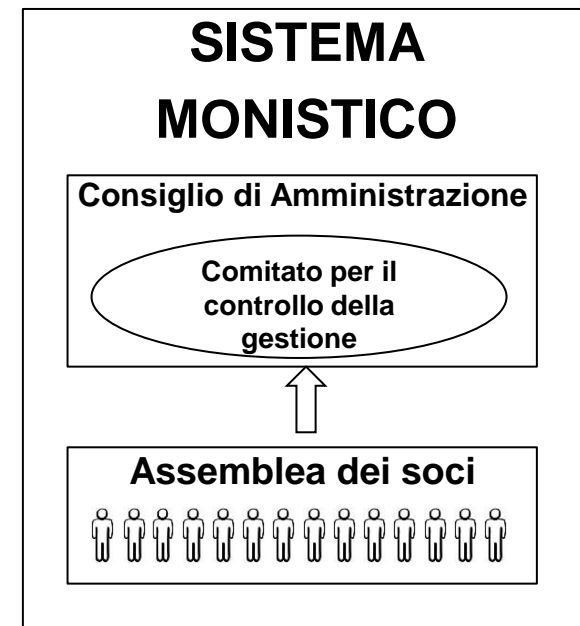 SISTEMA
MONISTICO
Consiglio di Amministrazione
Comitato per il
controllo della
gestione
Assemblea dei soci